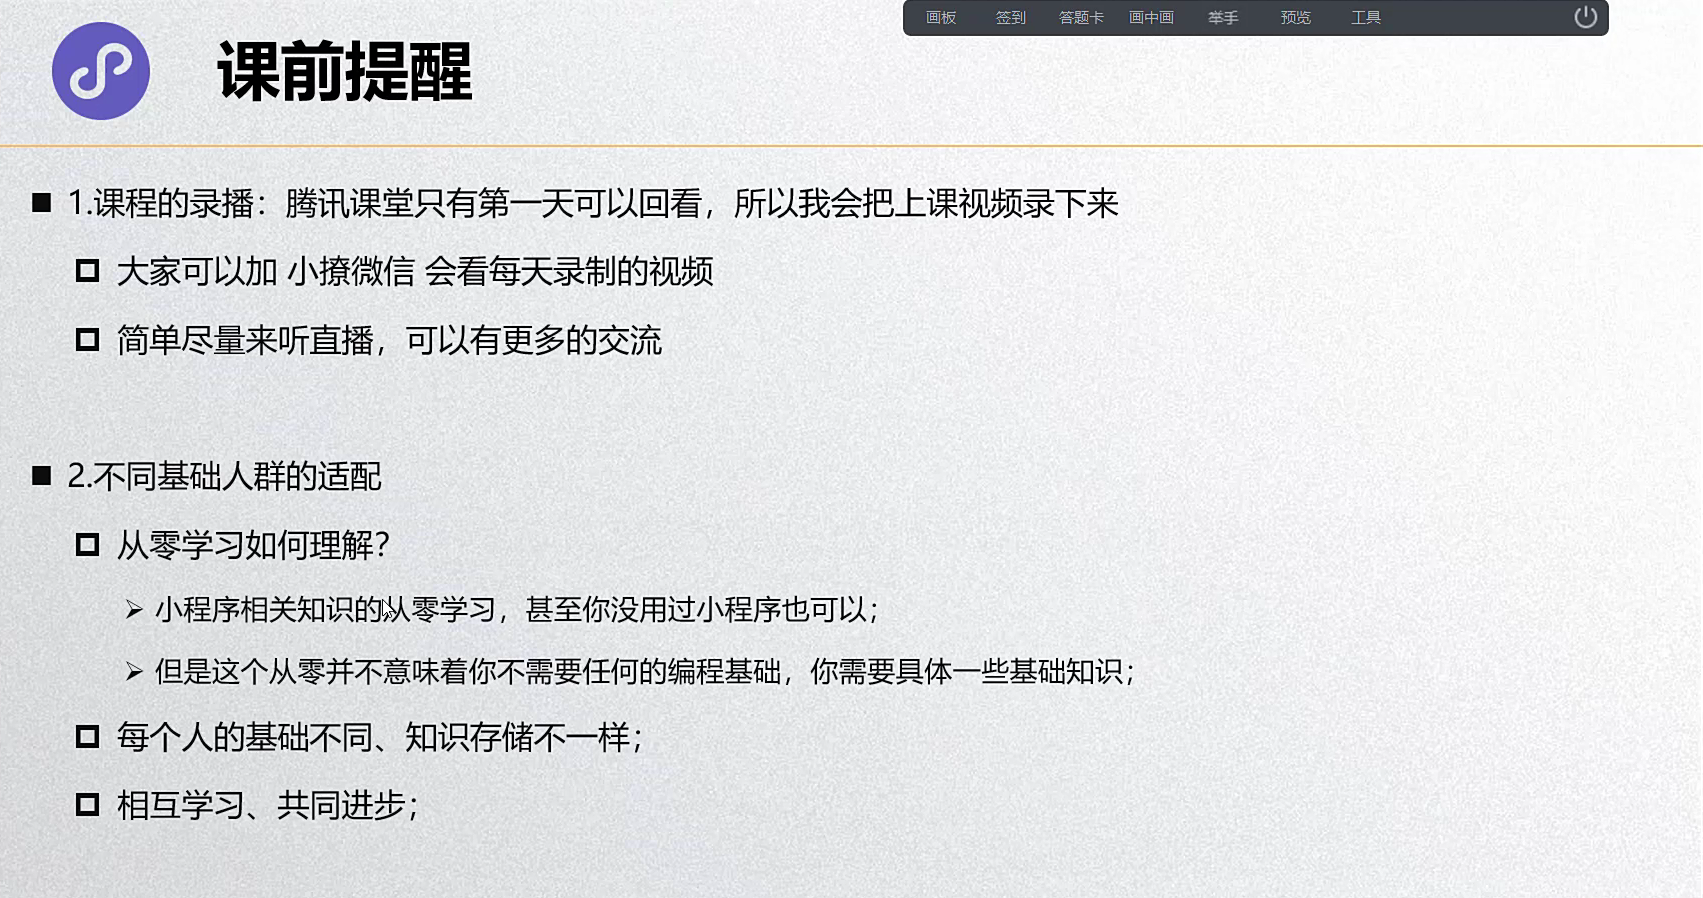 画板 签到 答题卡 画中画 举手 预览 工具
课前提醒
1.课程的录播：腾讯课堂只有第一天可以回看，所以我会把上课视频录下来
大家可以加 小撩微信 会看每天录制的视频
简单尽量来听直播，可以有更多的交流
2.不同基础人群的适配
从零学习如何理解？
小程序相关知识的从零学习，甚至你没用过小程序也可以；
但是这个从零并不意味着你不需要任何的编程基础，你需要具体一些基础知识；
每个人的基础不同、知识存储不一样；
相互学习、共同进步；